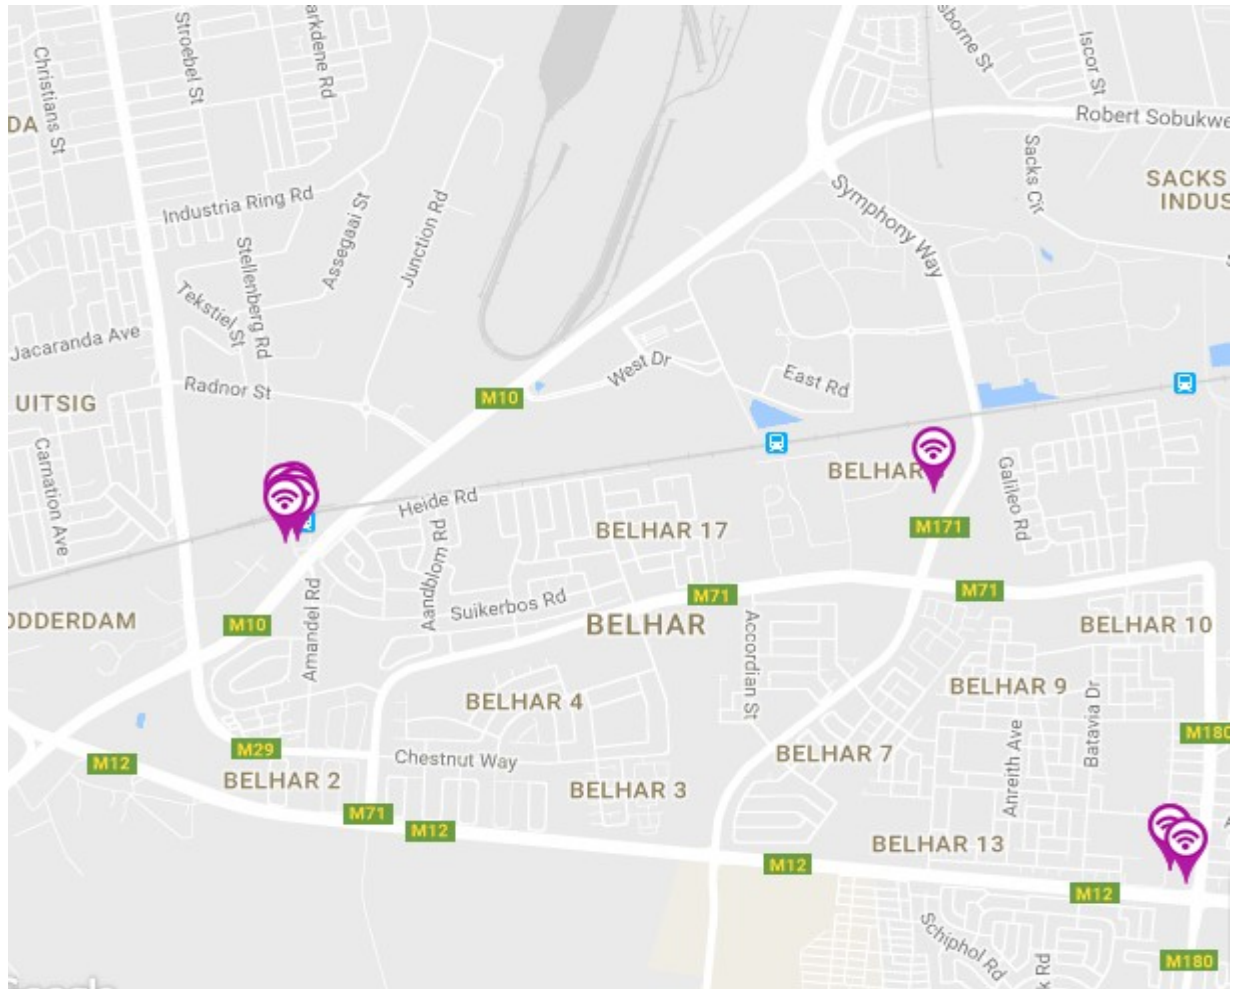 Christians St
Stroebel St
arkdene Rd
sborne St
Iscor St
Robert Sobukwe
DA
Industria Ring Rd
Stellenberg Rd
Assegaai St
Junction Rd
Symphony Way
Sacks Cir
SACKS
INDUS
Tekstiel St
Jacaranda Ave
Radnor St
West Dr
East Rd
UITSIG
M10
Carnation Ave
BELHAR
Galileo Rd
Heide Rd
BELHAR 17
M171
Aandblom Rd
Suikerbos Rd
M71
M71
ODDERDAM
M10
Amandel Rd
BELHAR
Accordian St
BELHAR 10
BELHAR 4
BELHAR 9
Batavia Dr
M180
M29
Chestnut Way
BELHAR 7
Anreith Ave
M12
BELHAR 2
BELHAR 3
M71
M12
BELHAR 13
M12
M12
Schiphol Rd
k Rd
M180